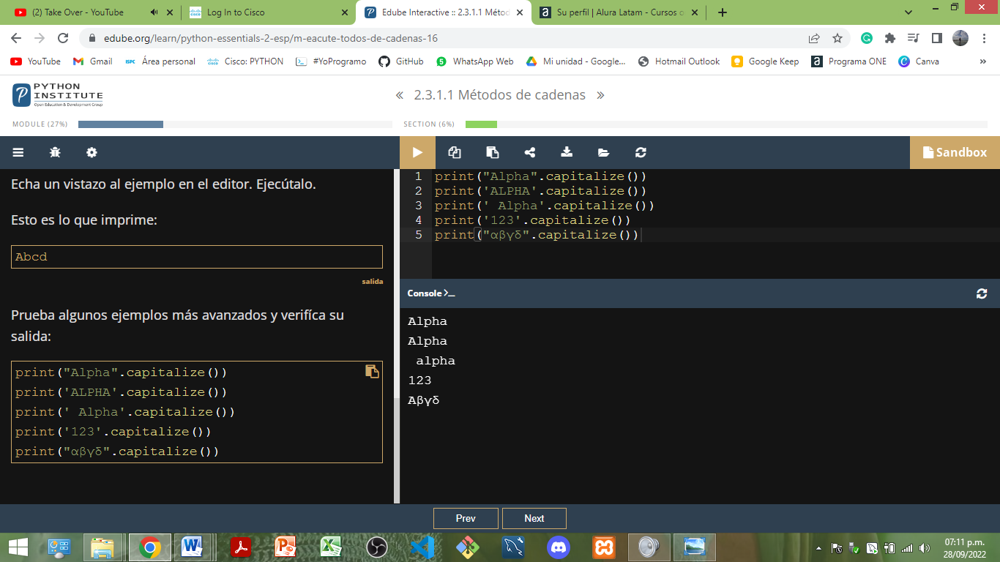 (2) Take Over - YouTube
Log In to Cisco
Edube Interactive :: 2.3.1.1 Métod
Su perfil | Alura Latam - Cursos o
edube.org/learn/python-essentials-2-esp/m-eacute-todos-de-cadenas-16
YouTube
Gmail
ISPC Área personal
Cisco: PYTHON
#YoProgramo
GitHub
WhatsApp Web
Mi unidad - Google...
Hotmail Outlook
Google Keep
Programa ONE
Canva
»
PYTHON
INSTITUTE
Open Education & Development Group
« 2.3.1.1 Métodos de cadenas »
MODULE (27%)
SECTION (6%)
Sandbox
Echa un vistazo al ejemplo en el editor. Ejecútalo.
Esto es lo que imprime:
Abcd
salida
Prueba algunos ejemplos más avanzados y verifíca su
salida:
print("Alpha".capitalize())
print('ALPHA'.capitalize())
print(' Alpha'.capitalize())
print('123'.capitalize())
print("αβγδ".capitalize())
1 print("Alpha".capitalize())
2 print('ALPHA'.capitalize())
3 print(' Alpha'.capitalize())
4 print('123'.capitalize())
5 print("αβγδ".capitalize())
Console >_
Alpha
Alpha
 alpha
123
Αβγδ
Prev
Next
07:11 p.m.
28/09/2022